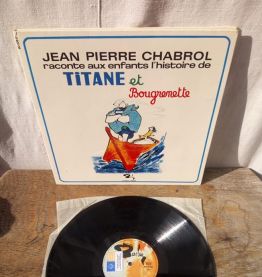 JEAN PIERRE CHABROL
raconte aux enfants l'histoire de
TITANE et
Bougrenette